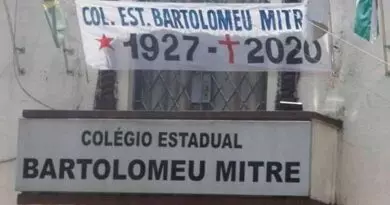 COL. EST. BARTOLOMEU MITR
★ 1927 - ✝ 2020
COLÉGIO ESTADUAL
BARTOLOMEU MITRE